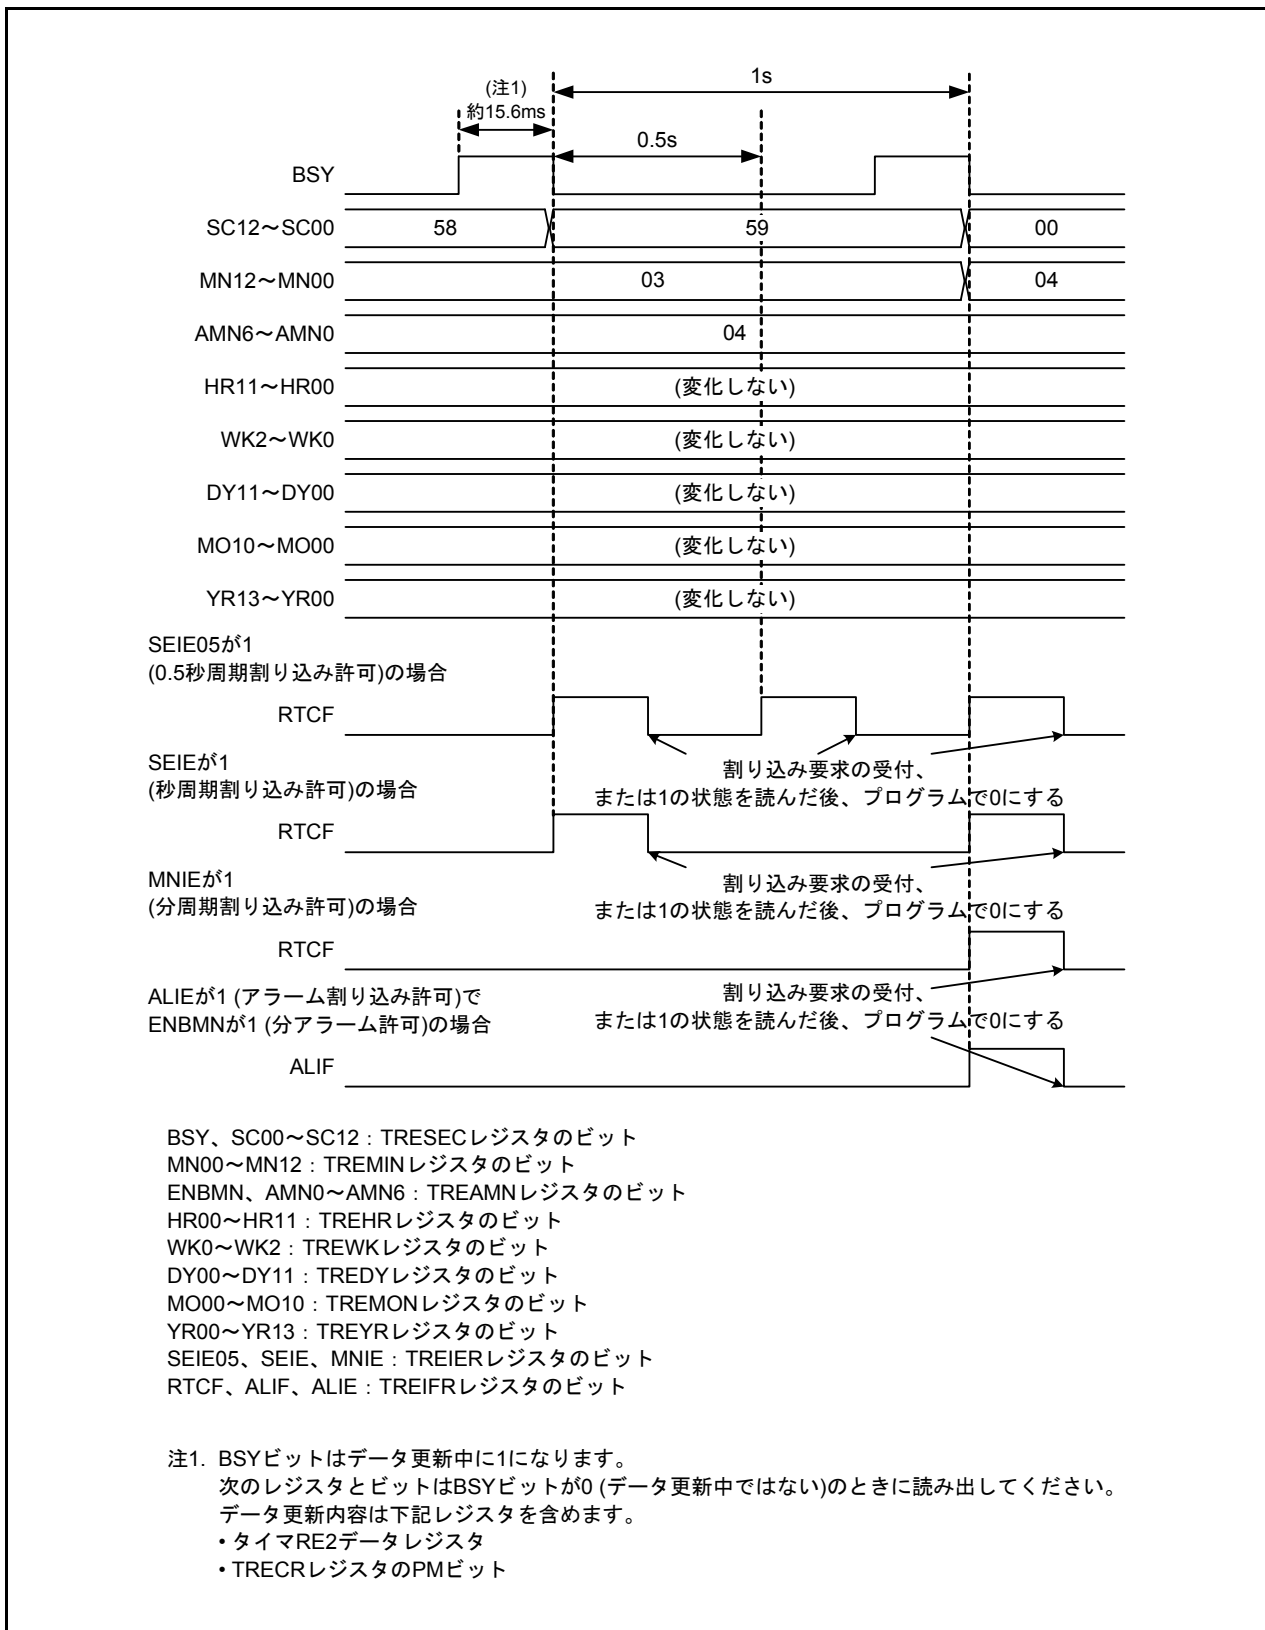 1s
(注1)
約15.6ms
0.5s
BSY
SC12～SC00 58 59 00
MN12～MN00 03 04
AMN6～AMN0 04
HR11～HR00 (変化しない)
WK2～WK0 (変化しない)
DY11～DY00 (変化しない)
MO10～MO00 (変化しない)
YR13～YR00 (変化しない)
SEIE05が1
(0.5秒周期割り込み許可)の場合
RTCF
割り込み要求の受付、
または1の状態を読んだ後、プログラムで0にする
SEIEが1
(秒周期割り込み許可)の場合
RTCF
割り込み要求の受付、
または1の状態を読んだ後、プログラムで0にする
MNIEが1
(分周期割り込み許可)の場合
RTCF
割り込み要求の受付、
または1の状態を読んだ後、プログラムで0にする
ALIEが1 (アラーム割り込み許可)で
ENBMNが1 (分アラーム許可)の場合
ALIF
BSY、SC00～SC12：TRESECレジスタのビット
MN00～MN12：TREMINレジスタのビット
ENBMN、AMN0～AMN6：TREAMNレジスタのビット
HR00～HR11：TREHRレジスタのビット
WK0～WK2：TREWKレジスタのビット
DY00～DY11：TREDYレジスタのビット
MO00～MO10：TREMONレジスタのビット
YR00～YR13：TREYRレジスタのビット
SEIE05、SEIE、MNIE：TREIERレジスタのビット
RTCF、ALIF、ALIE：TREIFRレジスタのビット
注1. BSYビットはデータ更新中に1になります。
次のレジスタとビットはBSYビットが0 (データ更新中ではない)のときに読み出してください。
データ更新内容は下記レジスタを含めます。
• タイマRE2データレジスタ
• TRECRレジスタのPMビット